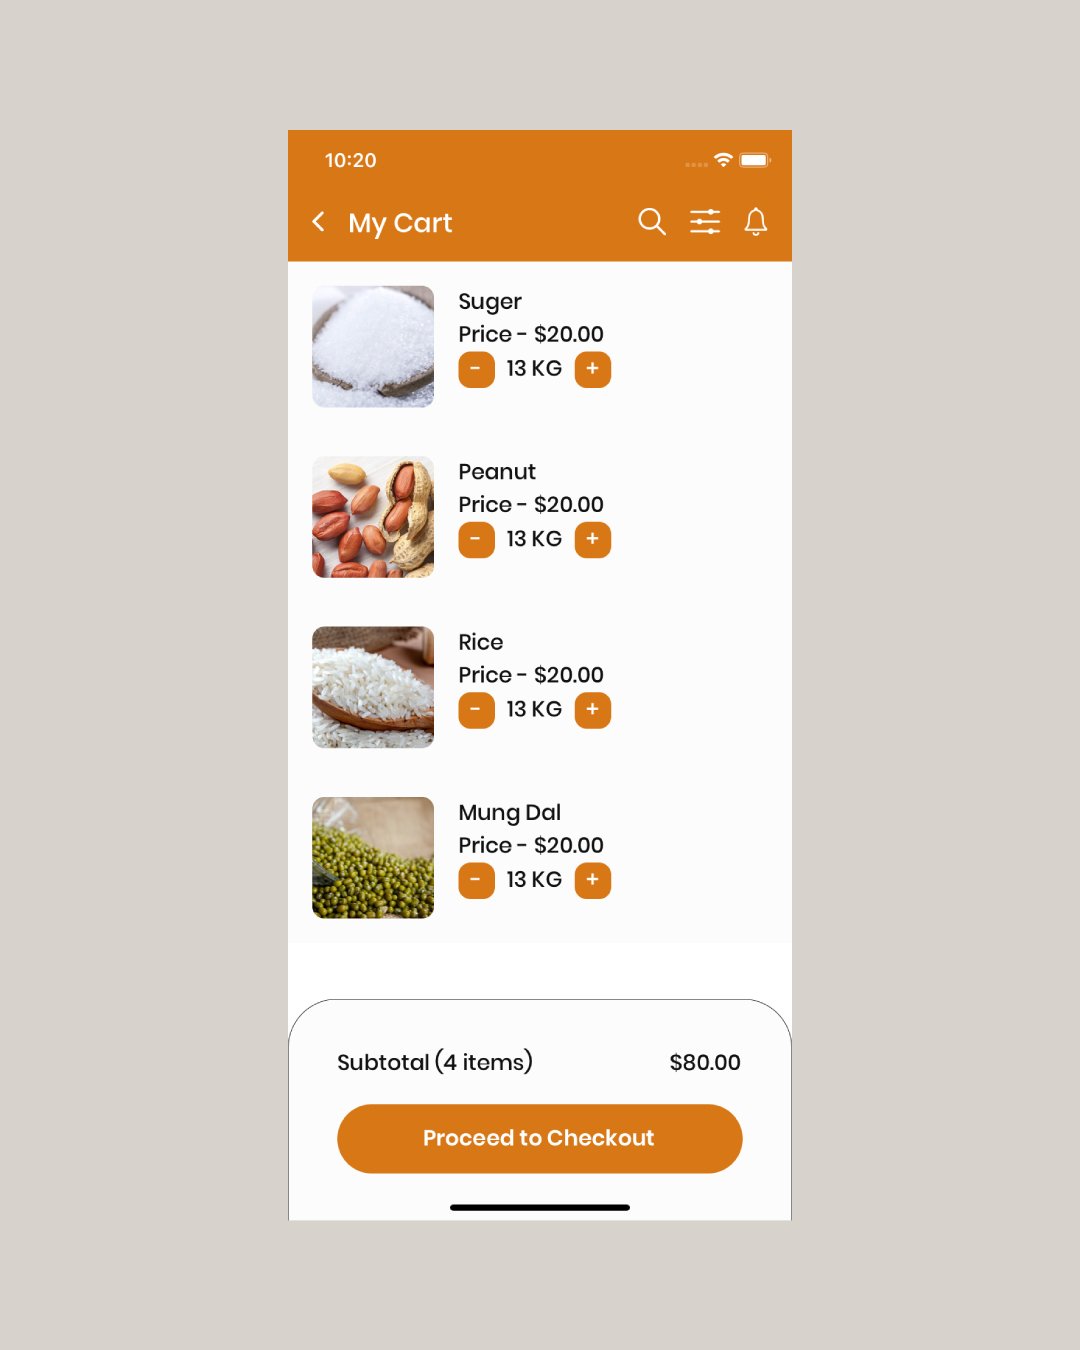 10:20
My Cart
Suger
Price - $20.00
- 13 KG +
Peanut
Price - $20.00
- 13 KG +
Rice
Price - $20.00
- 13 KG +
Mung Dal
Price - $20.00
- 13 KG +
Subtotal (4 items) $80.00
Proceed to Checkout